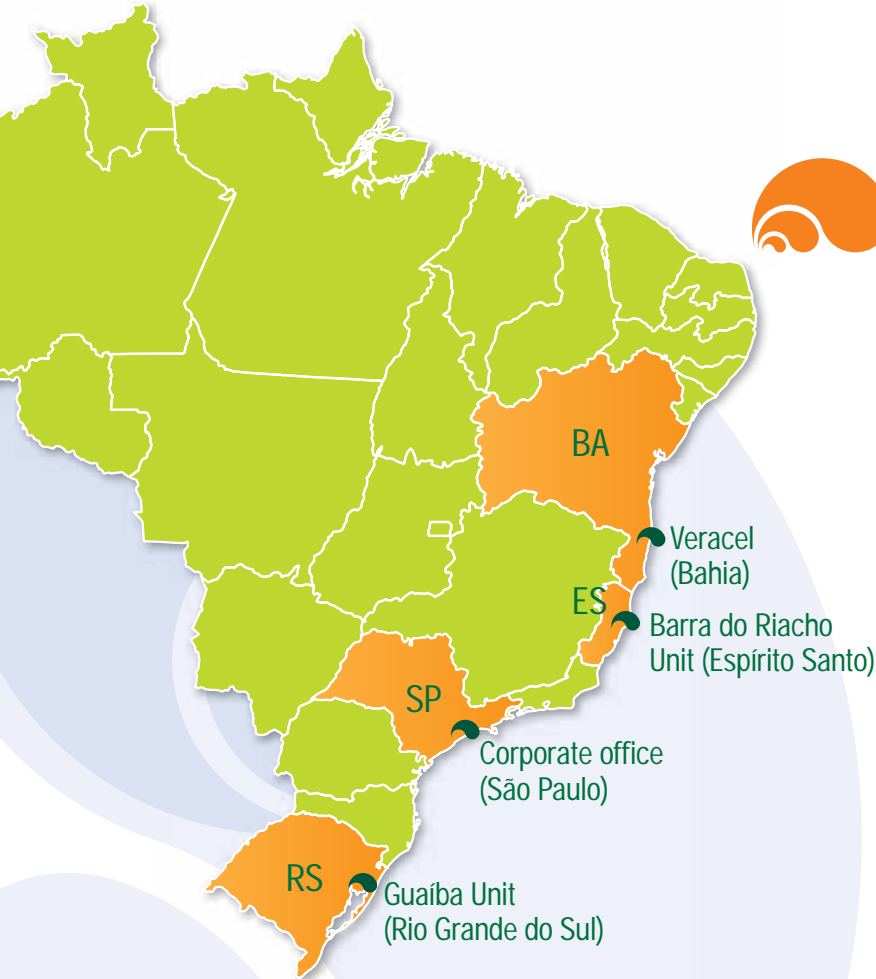 BA
Veracel
(Bahia)
ES
Barra do Riacho
Unit (Espírito Santo)
SP
Corporate office
(São Paulo)
RS
Guaíba Unit
(Rio Grande do Sul)